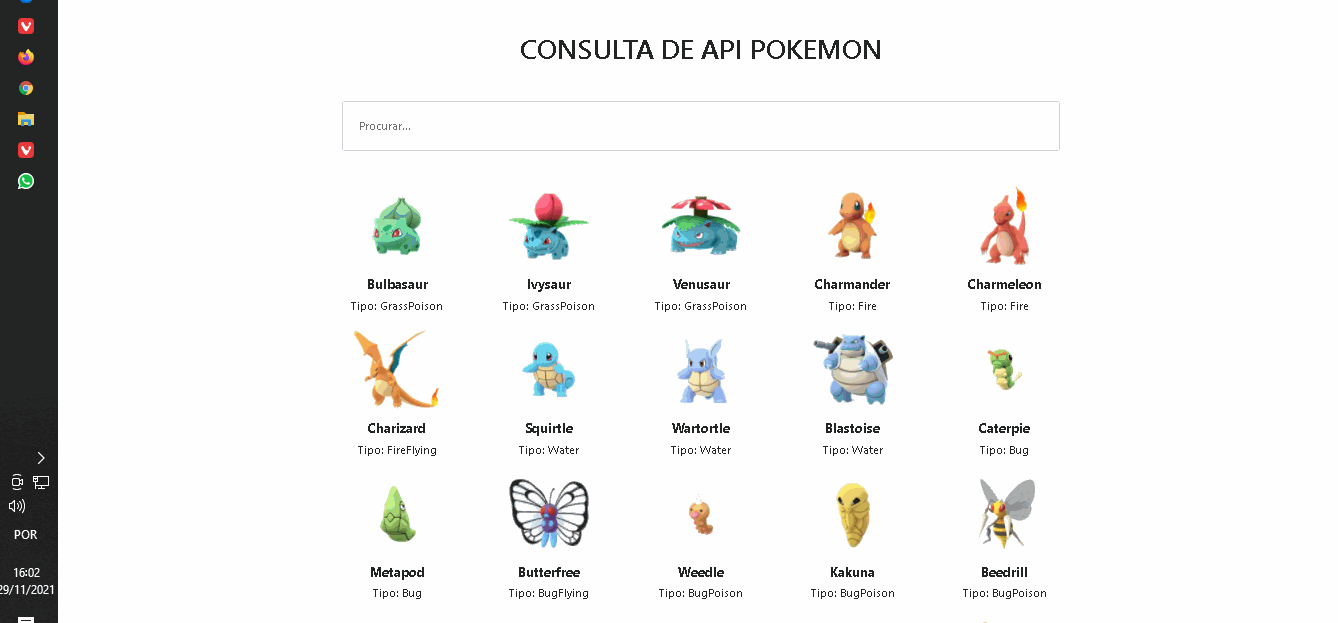 CONSULTA DE API POKEMON
Procurar...
Bulbasaur
Tipo: GrassPoison
Ivysaur
Tipo: GrassPoison
Venusaur
Tipo: GrassPoison
Charmander
Tipo: Fire
Charmeleon
Tipo: Fire
Charizard
Tipo: FireFlying
Squirtle
Tipo: Water
Wartortle
Tipo: Water
Blastoise
Tipo: Water
Caterpie
Tipo: Bug
Metapod
Tipo: Bug
Butterfree
Tipo: BugFlying
Weedle
Tipo: BugPoison
Kakuna
Tipo: BugPoison
Beedrill
Tipo: BugPoison
POR
16:02
29/11/2021